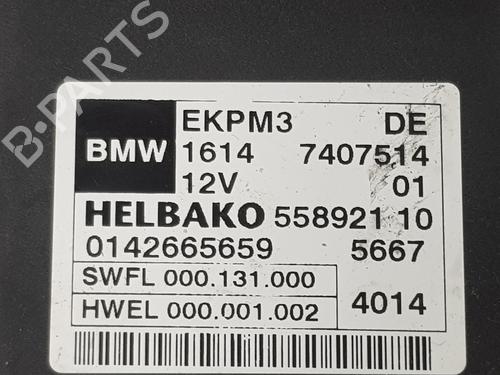 B-PARTS
EKPM3 DE
BMW 1614 7407514
12V 01
HELBAKO 558921 10
0142665659 5667
SWFL 000.131.000
HWEL 000.001.002 4014